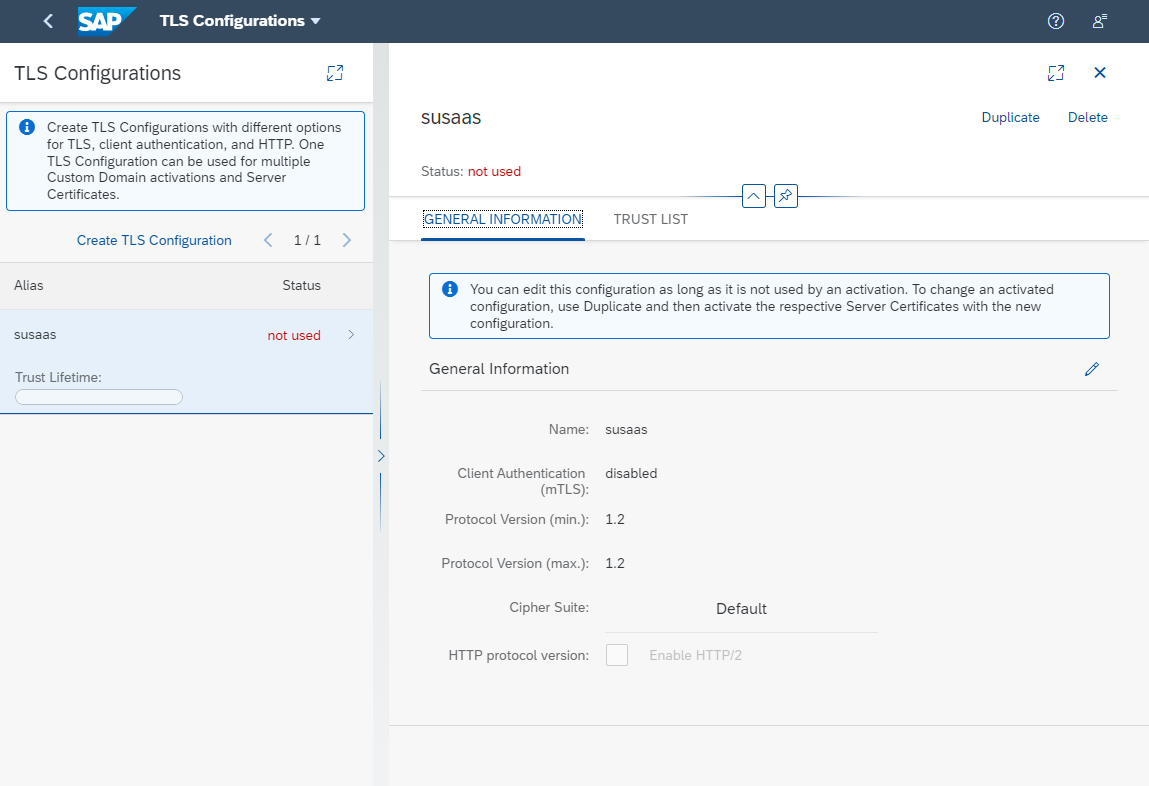 SAP TLS Configurations
TLS Configurations
Create TLS Configurations with different options
for TLS, client authentication, and HTTP. One
TLS Configuration can be used for multiple
Custom Domain activations and Server
Certificates.
Create TLS Configuration 1 / 1
Alias Status
susaas not used
Trust Lifetime:
susaas Duplicate Delete
Status: not used
GENERAL INFORMATION TRUST LIST
You can edit this configuration as long as it is not used by an activation. To change an activated
configuration, use Duplicate and then activate the respective Server Certificates with the new
configuration.
General Information
Name: susaas
Client Authentication disabled
(mTLS):
Protocol Version (min.): 1.2
Protocol Version (max.): 1.2
Cipher Suite: Default
HTTP protocol version: Enable HTTP/2